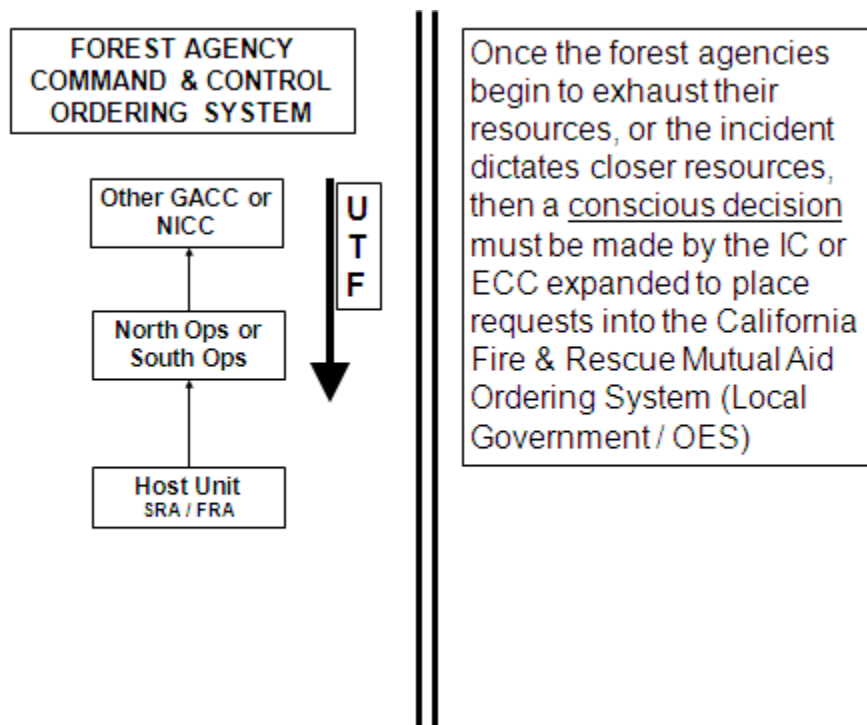 FOREST AGENCY
COMMAND & CONTROL
ORDERING SYSTEM
Other GACC or
NICC
U
T
F
North Ops or
South Ops
Host Unit
SRA / FRA
Once the forest agencies
begin to exhaust their
resources, or the incident
dictates closer resources,
then a conscious decision
must be made by the IC or
ECC expanded to place
requests into the California
Fire & Rescue Mutual Aid
Ordering System (Local
Government / OES)